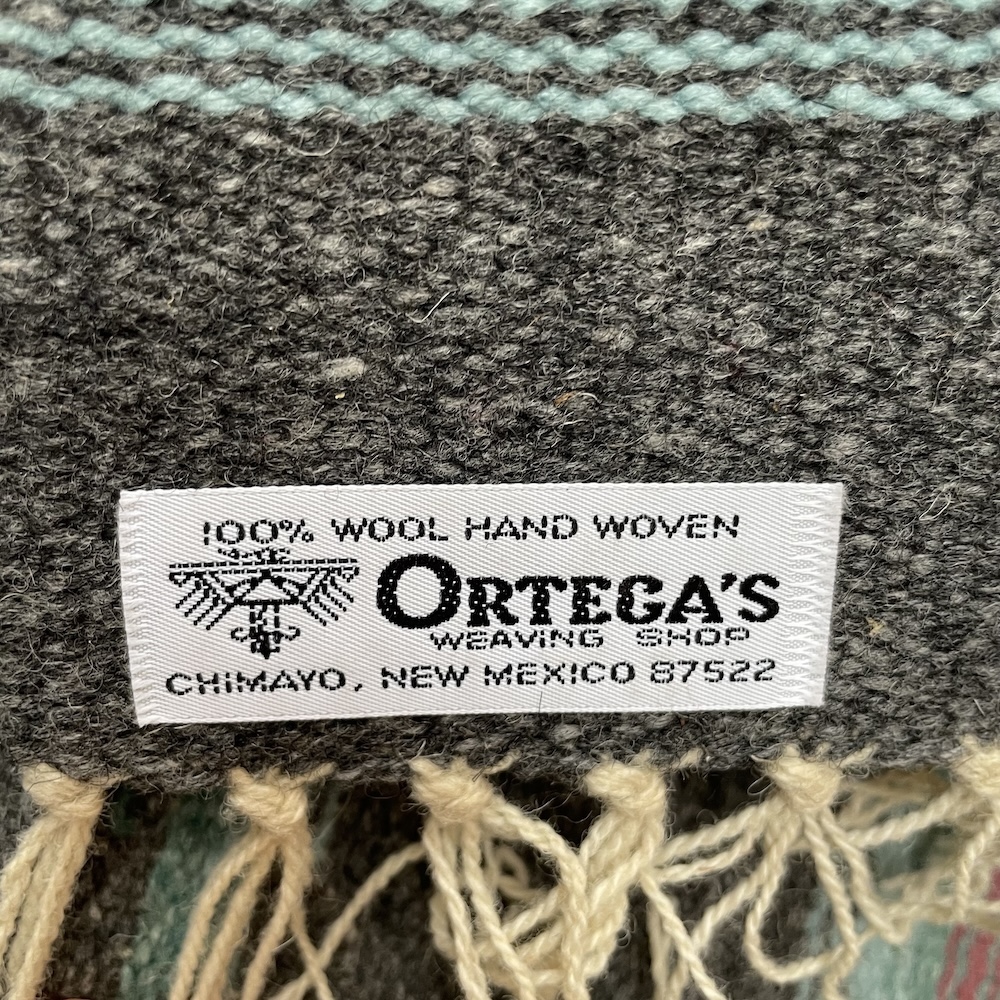 100% WOOL HAND WOVEN
ORTEGA'S
WEAVING SHOP
CHIMAYO, NEW MEXICO 87522